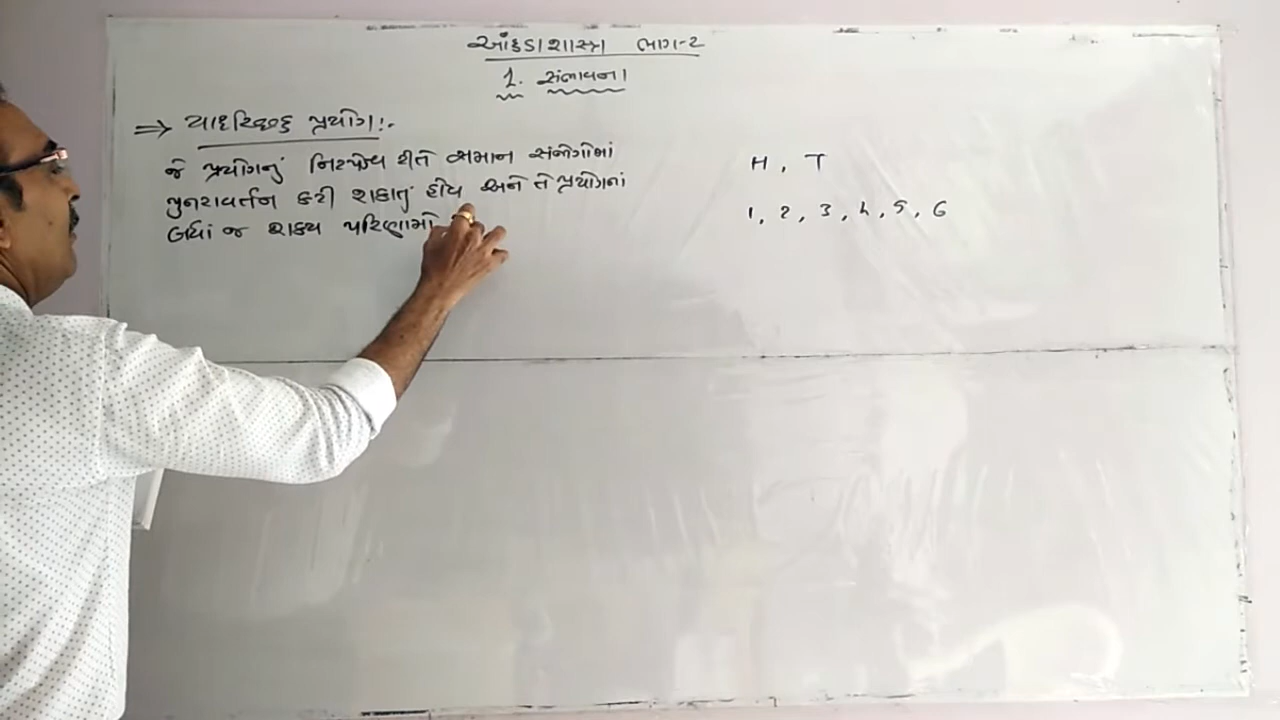 આંકડાશાસ્ત્ર ભાગ-2
1. સંભાવના
⇒ યાદચ્છિક પ્રયોગ:-
જે પ્રયોગનું નિરપેક્ષ રીતે સમાન સંજોગોમાં
પુનરાવર્તન કરી શકાતું હોય અને તે પ્રયોગનાં
બધાં જ શક્ય પરિણામો
H, T
1, 2, 3, 4, 5, 6